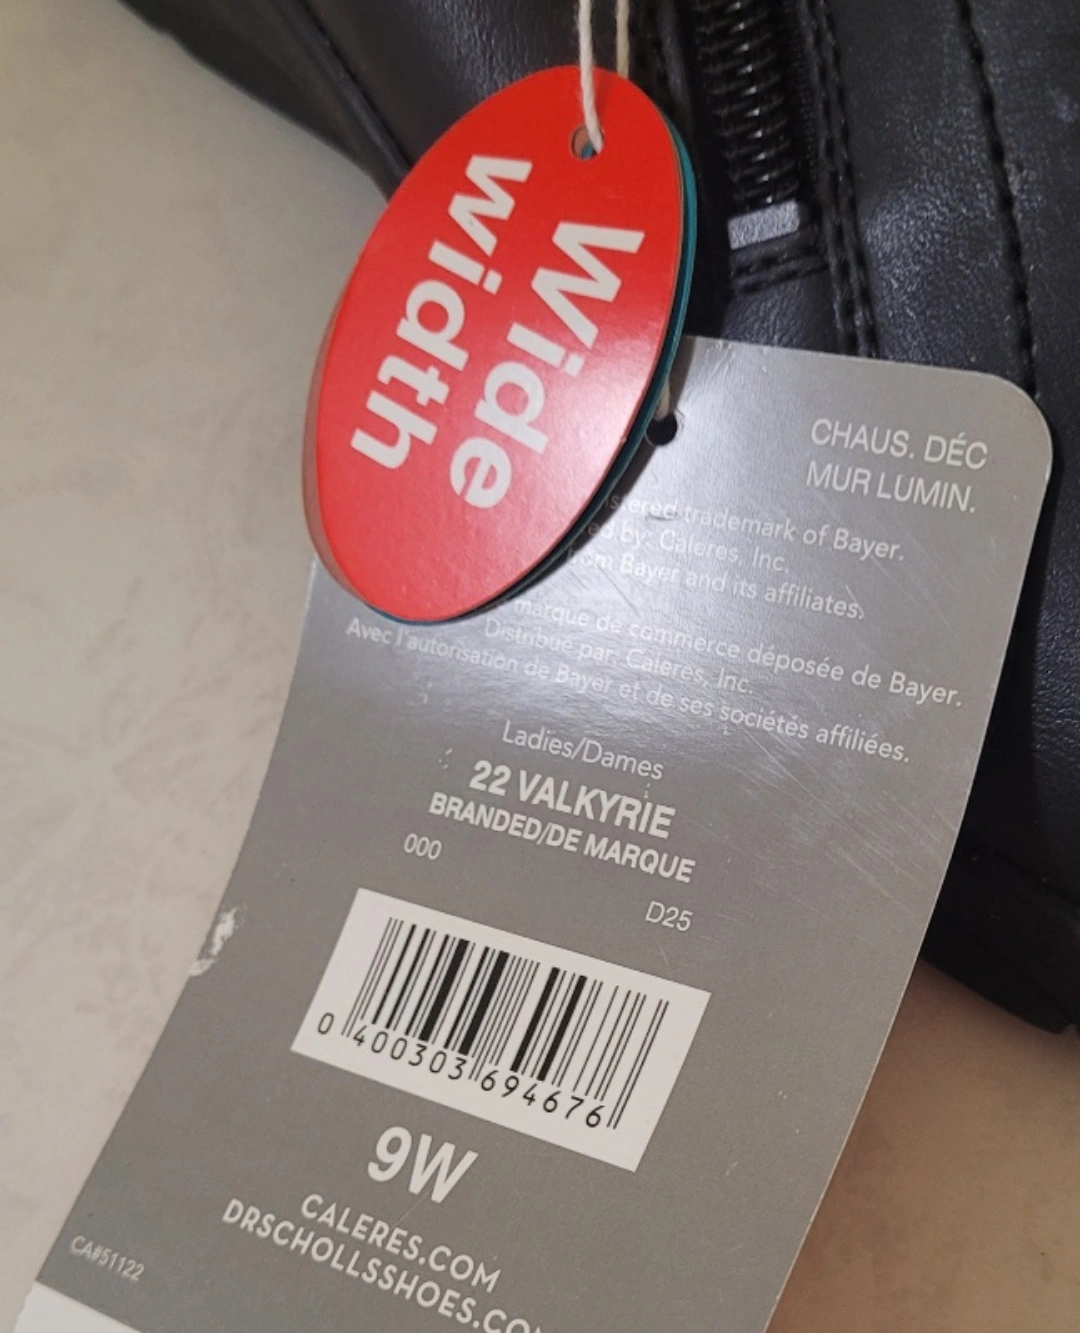 Wide
width
CHAUS. DÉC
MUR LUMIN.
trademark of Bayer.
by: Caleres, Inc.
Bayer and its affiliates.
marque de commerce déposée de Bayer.
Distribué par: Caleres, Inc.
Avec l'autorisation de Bayer et de ses sociétés affiliées.
Ladies/Dames
22 VALKYRIE
BRANDED/DE MARQUE
000
D25
0 400303 694676
9W
CALERES.COM
DRSCHOLLSSHOES.CO
CA#51122